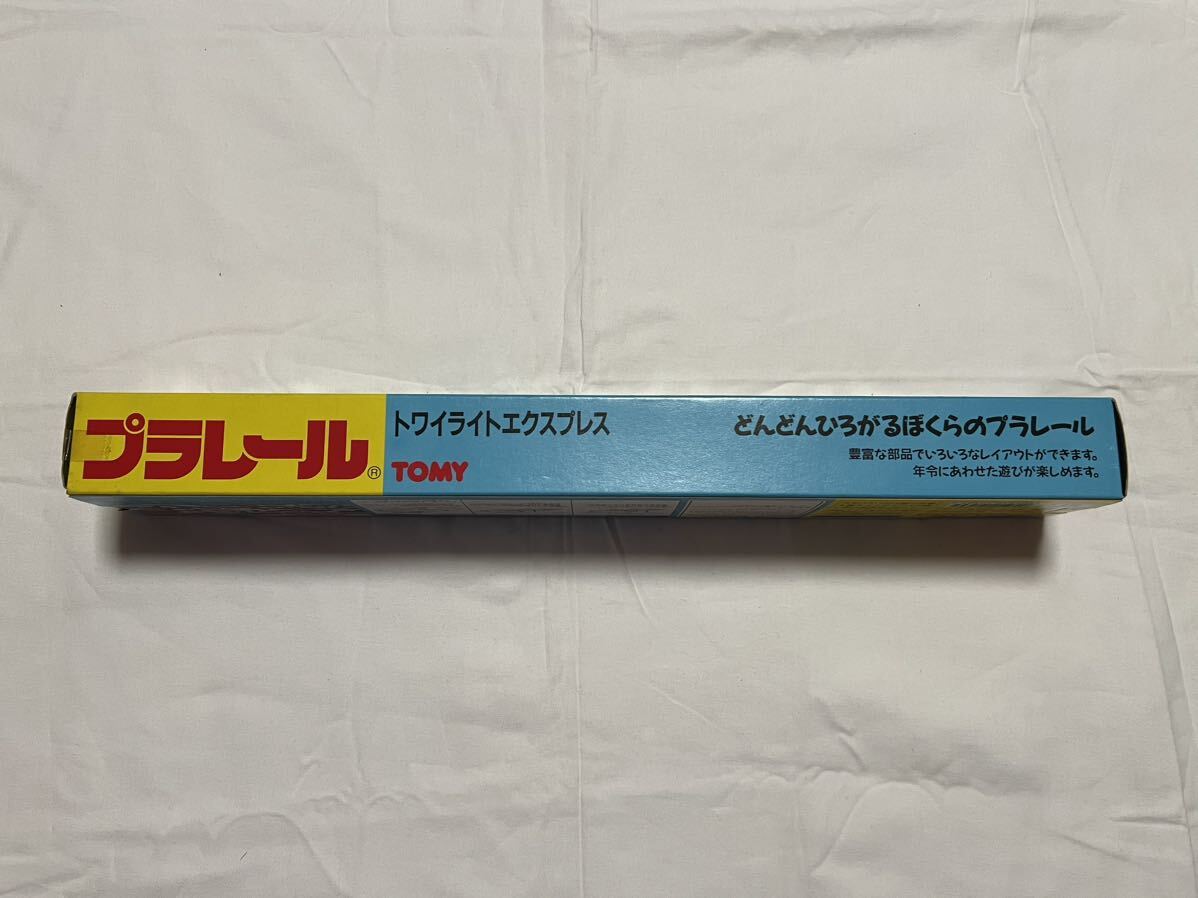 プラレール®
トワイライトエクスプレス
TOMY
どんどんひろがるぼくらのプラレール
豊富な部品でいろいろなレイアウトができます。
年令にあわせた遊びが楽しめます。